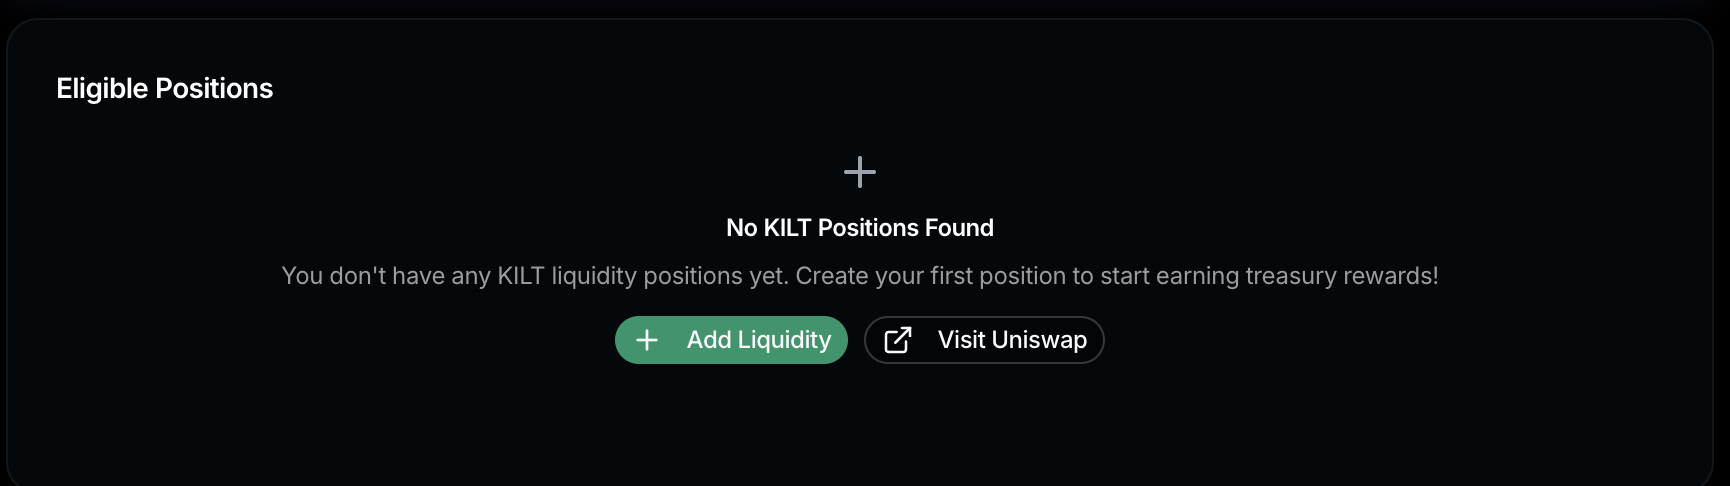 Eligible Positions
No KILT Positions Found
You don't have any KILT liquidity positions yet. Create your first position to start earning treasury rewards!
Add Liquidity
Visit Uniswap